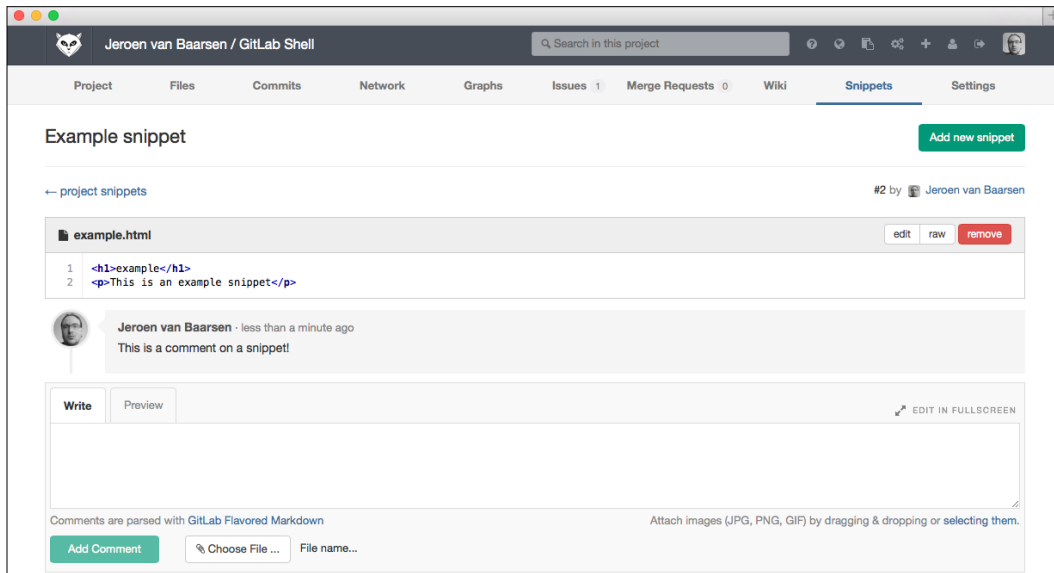 Jeroen van Baarsen / GitLab Shell
Search in this project
Project Files Commits Network Graphs Issues 1 Merge Requests 0 Wiki Snippets Settings
Example snippet
Add new snippet
← project snippets
#2 by Jeroen van Baarsen
example.html
edit raw remove
1 <h1>example</h1>
2 <p>This is an example snippet</p>
Jeroen van Baarsen - less than a minute ago
This is a comment on a snippet!
Write Preview
EDIT IN FULLSCREEN
Comments are parsed with GitLab Flavored Markdown
Attach images (JPG, PNG, GIF) by dragging & dropping or selecting them.
Add Comment Choose File ... File name...